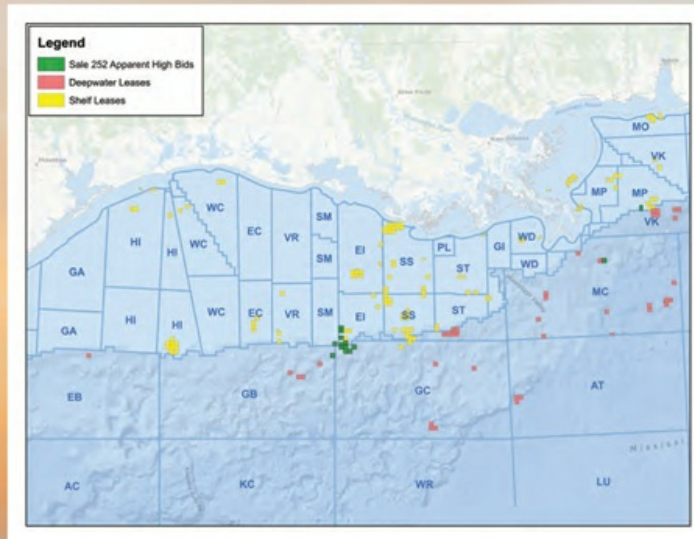 Legend
Sale 252 Apparent High Bids
Deepwater Leases
Shelf Leases
MO
VK
MP
MP
VK
WC
SM
WC
EC
VR
EI
SS
PL
GI
WD
HI
HI
GA
SM
ST
WD
MC
WC
HI
HI
EC
VR
SM
EI
SS
ST
GA
EB
GB
GC
AT
AC
KC
WR
LU